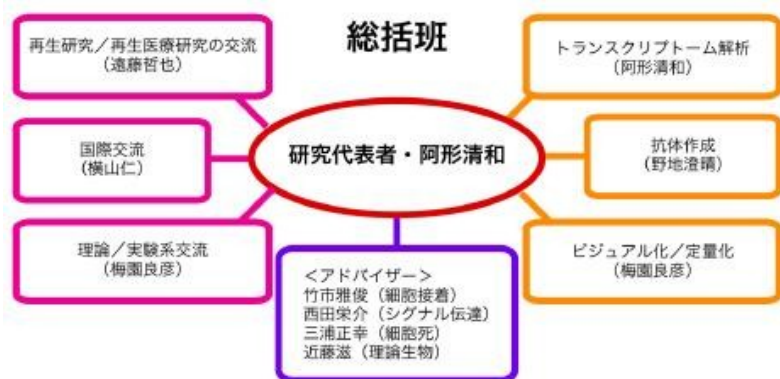 総括班
再生研究／再生医療研究の交流
(遠藤哲也)
国際交流
(横山仁)
理論／実験系交流
(梅園良彦)
研究代表者・阿形清和
トランスクリプトーム解析
(阿形清和)
抗体作成
(野地澄晴)
ビジュアル化／定量化
(梅園良彦)
＜アドバイザー＞
竹市雅俊（細胞接着）
西田栄介（シグナル伝達）
三浦正幸（細胞死）
近藤滋（理論生物）